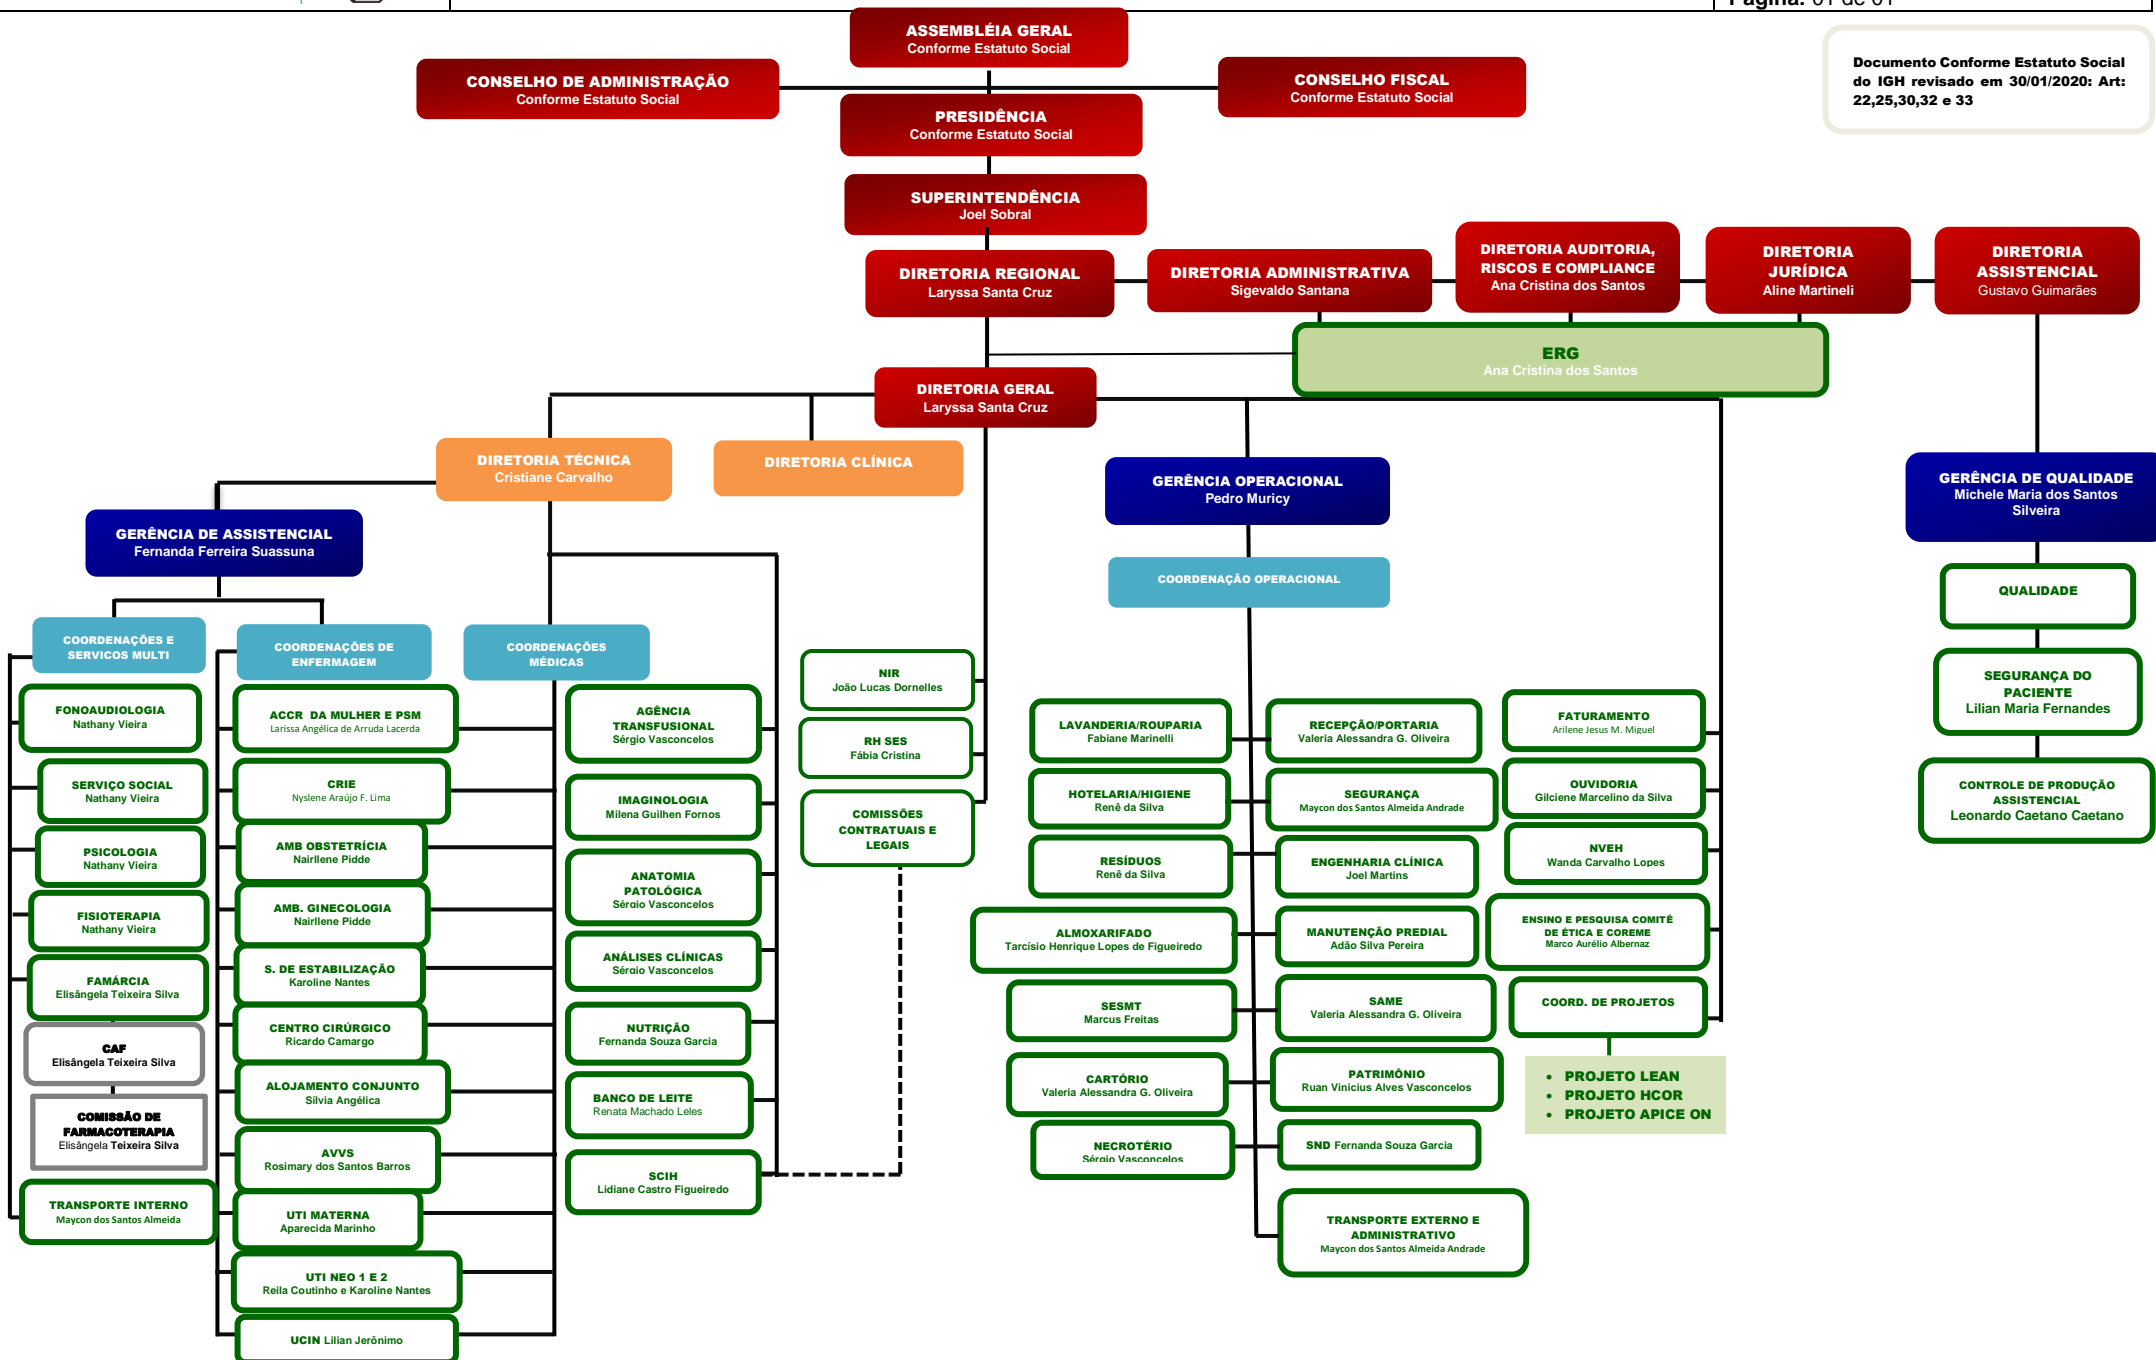 Página: 01 de 01
ASSEMBLÉIA GERAL
Conforme Estatuto Social
CONSELHO DE ADMINISTRAÇÃO
Conforme Estatuto Social
CONSELHO FISCAL
Conforme Estatuto Social
Documento Conforme Estatuto Social
do IGH revisado em 30/01/2020: Art:
22,25,30,32 e 33
PRESIDÊNCIA
Conforme Estatuto Social
SUPERINTENDÊNCIA
Joel Sobral
DIRETORIA REGIONAL
Laryssa Santa Cruz
DIRETORIA ADMINISTRATIVA
Sigevaldo Santana
DIRETORIA AUDITORIA,
RISCOS E COMPLIANCE
Ana Cristina dos Santos
DIRETORIA
JURÍDICA
Aline Martineli
DIRETORIA
ASSISTENCIAL
Gustavo Guimarães
ERG
Ana Cristina dos Santos
DIRETORIA GERAL
Laryssa Santa Cruz
DIRETORIA TÉCNICA
Cristiane Carvalho
DIRETORIA CLÍNICA
GERÊNCIA OPERACIONAL
Pedro Muricy
GERÊNCIA DE QUALIDADE
Michele Maria dos Santos
Silveira
GERÊNCIA DE ASSISTENCIAL
Fernanda Ferreira Suassuna
COORDENAÇÃO OPERACIONAL
QUALIDADE
SEGURANÇA DO
PACIENTE
Lilian Maria Fernandes
CONTROLE DE PRODUÇÃO
ASSISTENCIAL
Leonardo Caetano Caetano
COORDENAÇÕES E
SERVICOS MULTI
FONOAUDIOLOGIA
Nathany Vieira
SERVIÇO SOCIAL
Nathany Vieira
PSICOLOGIA
Nathany Vieira
FISIOTERAPIA
Nathany Vieira
FAMÁRCIA
Elisângela Teixeira Silva
CAF
Elisângela Teixeira Silva
COMISSÃO DE
FARMACOTERAPIA
Elisângela Teixeira Silva
TRANSPORTE INTERNO
Maycon dos Santos Almeida
COORDENAÇÕES DE
ENFERMAGEM
ACCR DA MULHER E PSM
Larissa Angélica de Arruda Lacerda
CRIE
Nyslene Araújo F. Lima
AMB OBSTETRÍCIA
Nairllene Pidde
AMB. GINECOLOGIA
Nairllene Pidde
S. DE ESTABILIZAÇÃO
Karoline Nantes
CENTRO CIRÚRGICO
Ricardo Camargo
ALOJAMENTO CONJUNTO
Sílvia Angélica
AVVS
Rosimary dos Santos Barros
UTI MATERNA
Aparecida Marinho
UTI NEO 1 E 2
Reila Coutinho e Karoline Nantes
UCIN Lilian Jerônimo
COORDENAÇÕES
MÉDICAS
AGÊNCIA
TRANSFUSIONAL
Sérgio Vasconcelos
IMAGINOLOGIA
Milena Guilhen Fornos
ANATOMIA
PATOLÓGICA
Sérgio Vasconcelos
ANÁLISES CLÍNICAS
Sérgio Vasconcelos
NUTRIÇÃO
Fernanda Souza Garcia
BANCO DE LEITE
Renata Machado Leles
SCIH
Lidiane Castro Figueiredo
NIR
João Lucas Dornelles
RH SES
Fábia Cristina
COMISSÕES
CONTRATUAIS E
LEGAIS
LAVANDERIA/ROUPARIA
Fabiane Marinelli
HOTELARIA/HIGIENE
Renê da Silva
RESÍDUOS
Renê da Silva
ALMOXARIFADO
Tarcísio Henrique Lopes de Figueiredo
SESMT
Marcus Freitas
CARTÓRIO
Valeria Alessandra G. Oliveira
NECROTÉRIO
Sérgio Vasconcelos
RECEPÇÃO/PORTARIA
Valeria Alessandra G. Oliveira
SEGURANÇA
Maycon dos Santos Almeida Andrade
ENGENHARIA CLÍNICA
Joel Martins
MANUTENÇÃO PREDIAL
Adão Silva Pereira
SAME
Valeria Alessandra G. Oliveira
PATRIMÔNIO
Ruan Vinicius Alves Vasconcelos
SND Fernanda Souza Garcia
TRANSPORTE EXTERNO E
ADMINISTRATIVO
Maycon dos Santos Almeida Andrade
FATURAMENTO
Arilene Jesus M. Miguel
OUVIDORIA
Gilciene Marcelino da Silva
NVEH
Wanda Carvalho Lopes
ENSINO E PESQUISA COMITÊ
DE ÉTICA E COREME
Marco Aurélio Albernaz
COORD. DE PROJETOS
• PROJETO LEAN
• PROJETO HCOR
• PROJETO APICE ON